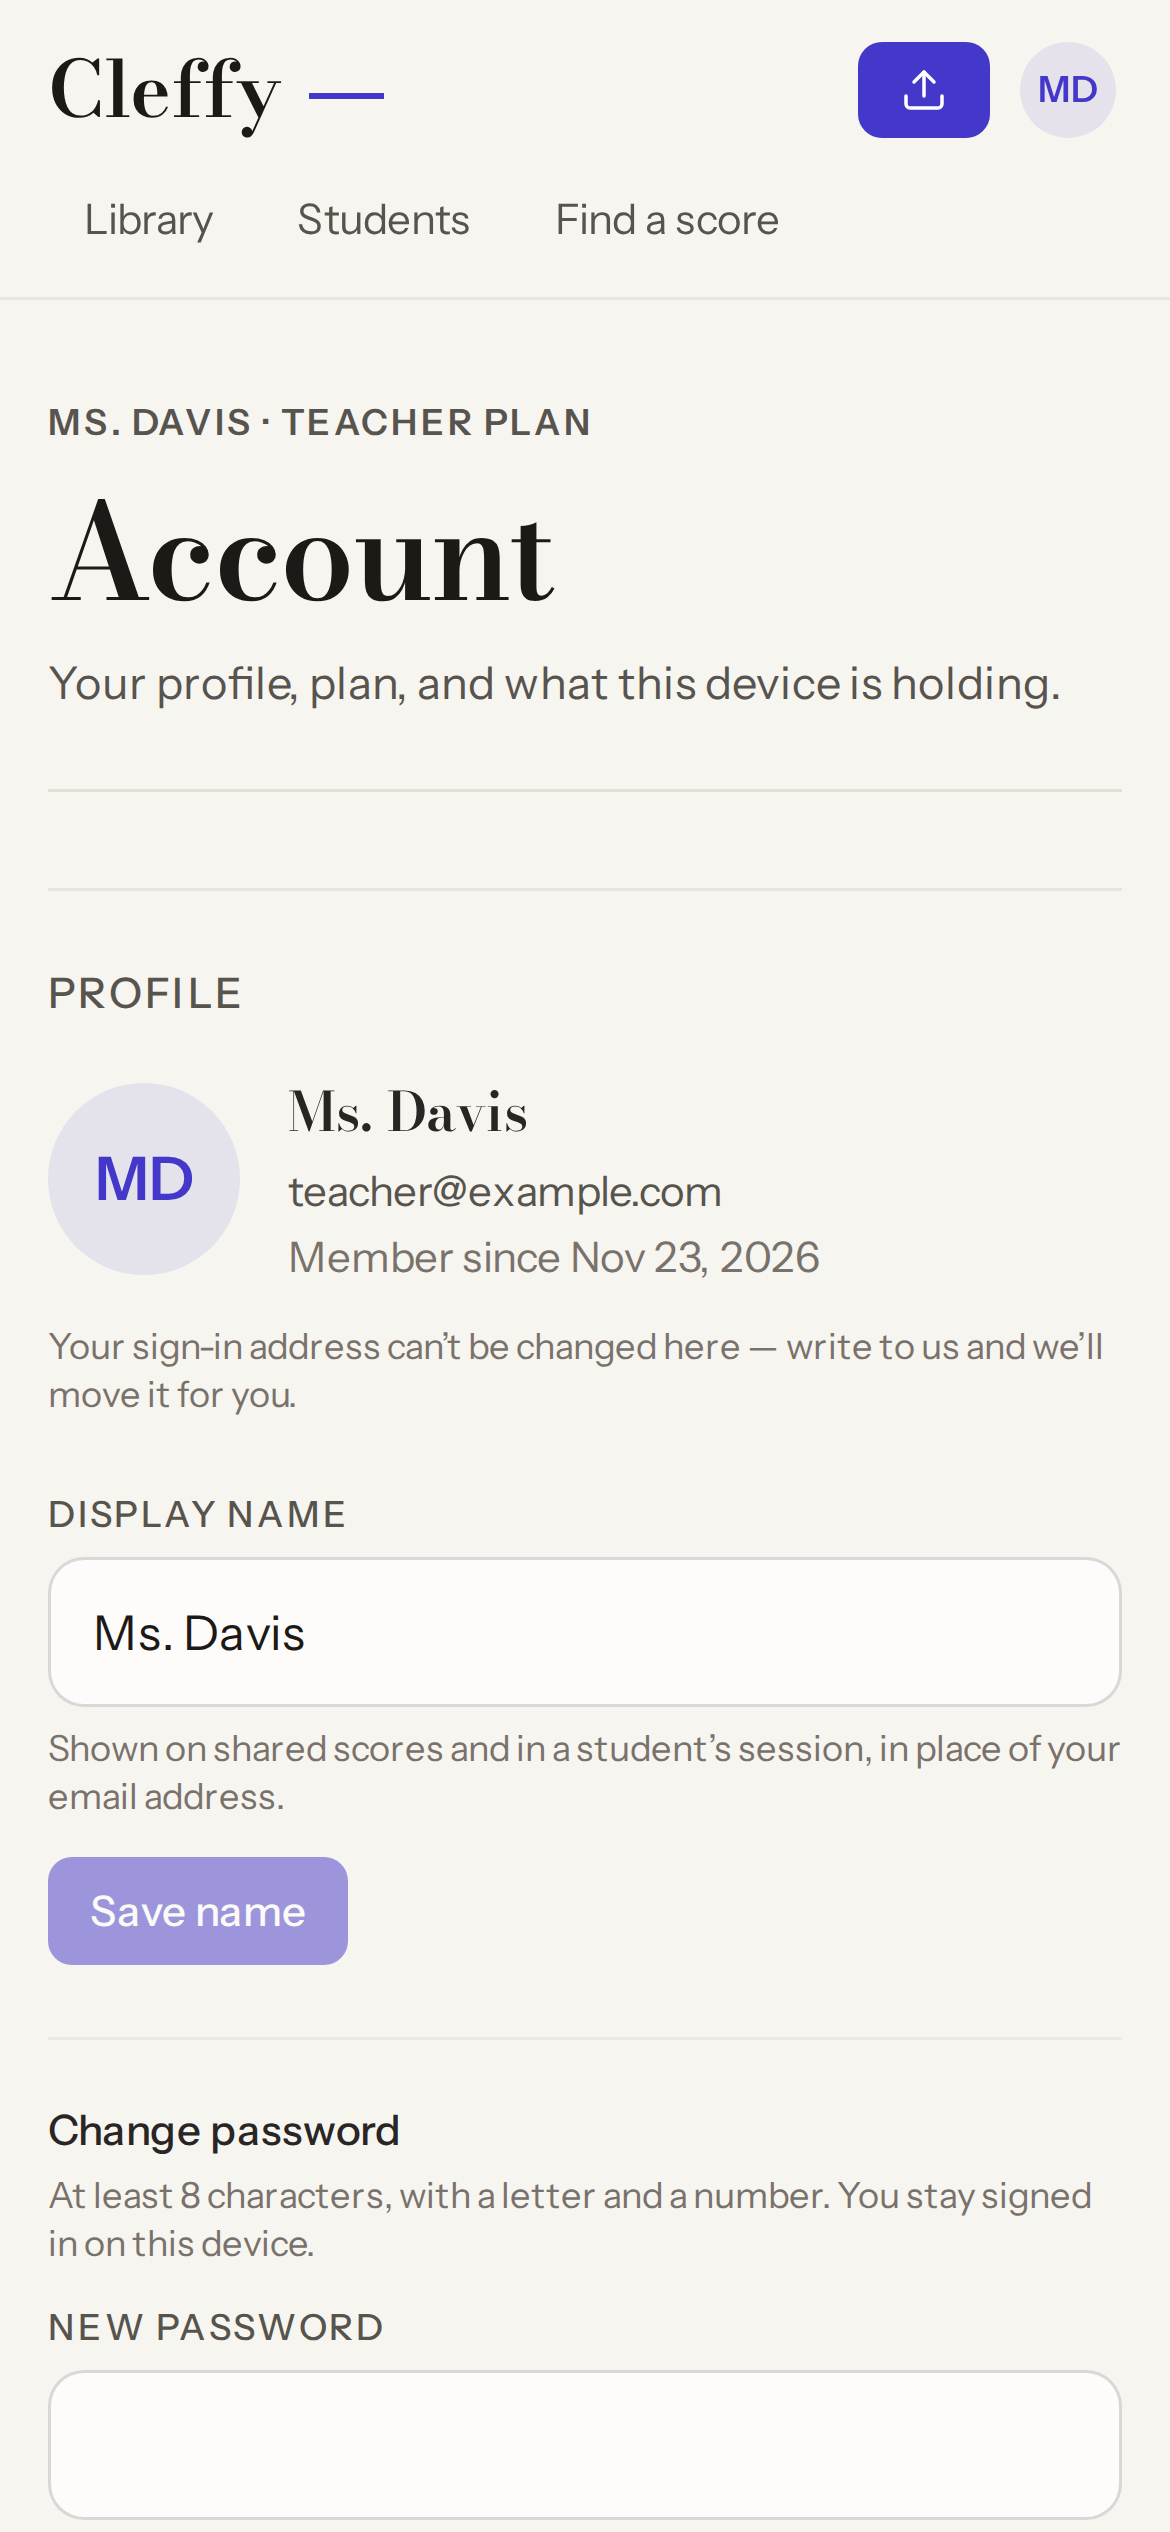 Cleffy —
MD
Library Students Find a score
MS. DAVIS · TEACHER PLAN
Account
Your profile, plan, and what this device is holding.
PROFILE
MD
Ms. Davis
teacher@example.com
Member since Nov 23, 2026
Your sign-in address can’t be changed here — write to us and we’ll
move it for you.
DISPLAY NAME
Ms. Davis
Shown on shared scores and in a student’s session, in place of your
email address.
Save name
Change password
At least 8 characters, with a letter and a number. You stay signed
in on this device.
NEW PASSWORD